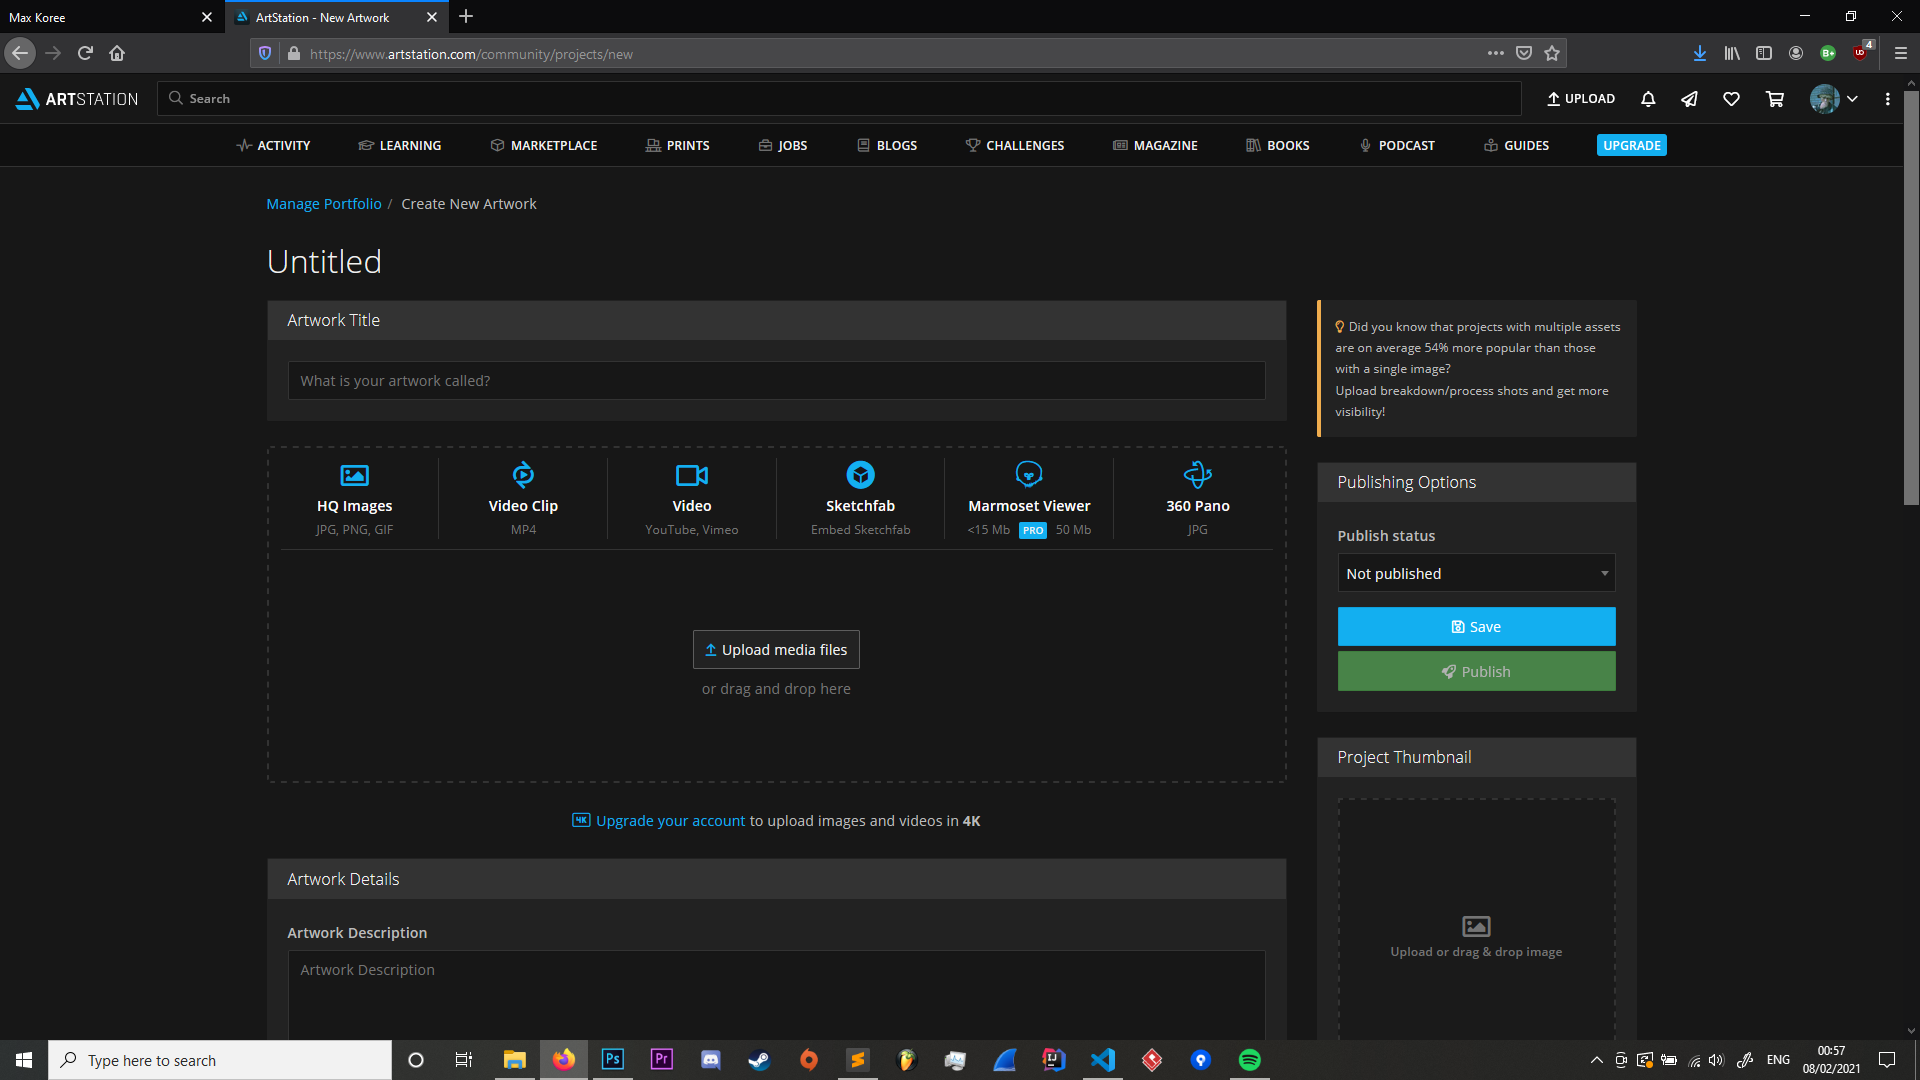 Max Koree
ArtStation - New Artwork
https://www.artstation.com/community/projects/new
4
ARTSTATION
Search
UPLOAD
ACTIVITY
LEARNING
MARKETPLACE
PRINTS
JOBS
BLOGS
CHALLENGES
MAGAZINE
BOOKS
PODCAST
GUIDES
UPGRADE
Manage Portfolio / Create New Artwork
Untitled
Artwork Title
What is your artwork called?
HQ Images
JPG, PNG, GIF
Video Clip
MP4
Video
YouTube, Vimeo
Sketchfab
Embed Sketchfab
Marmoset Viewer
<15 Mb PRO 50 Mb
360 Pano
JPG
Upload media files
or drag and drop here
4K Upgrade your account to upload images and videos in 4K
Artwork Details
Artwork Description
Artwork Description
Did you know that projects with multiple assets
are on average 54% more popular than those
with a single image?
Upload breakdown/process shots and get more
visibility!
Publishing Options
Publish status
Not published
Save
Publish
Project Thumbnail
Upload or drag & drop image
Type here to search
Ps
Pr
ENG
00:57
08/02/2021